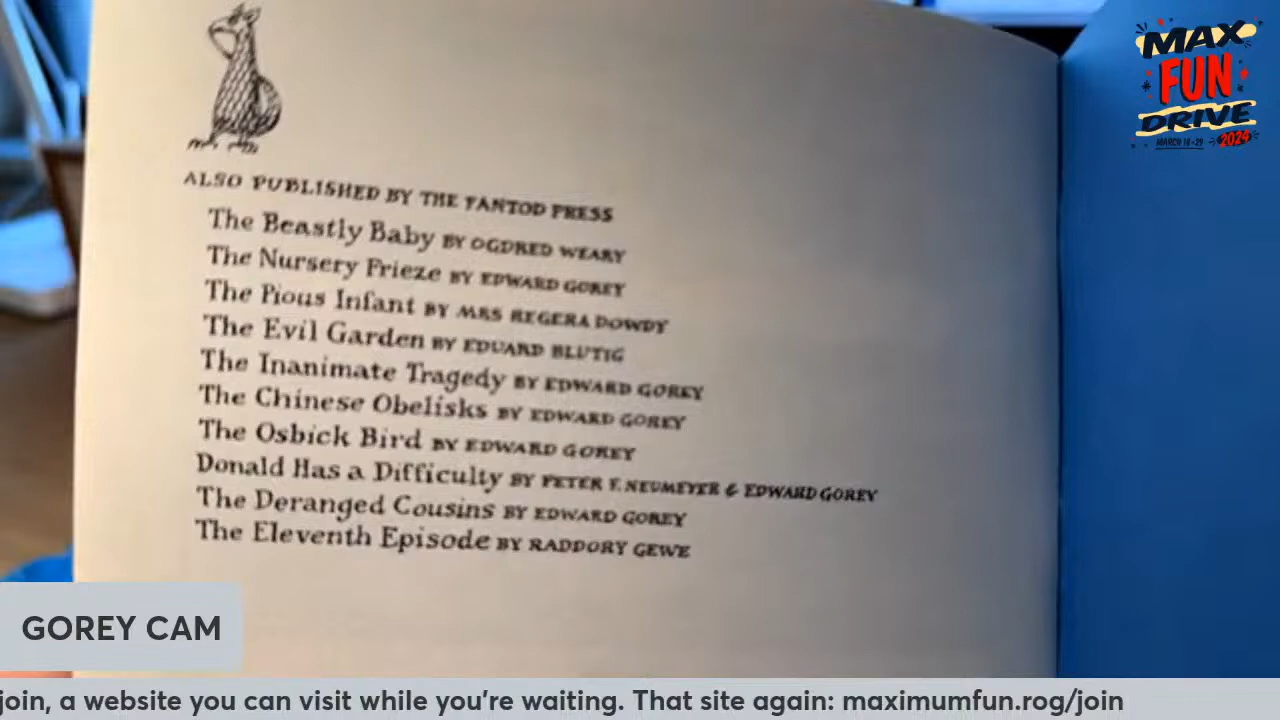 MAX
FUN
DRIVE
MARCH 18-29
2024
ALSO PUBLISHED BY THE FANTOD PRESS
The Beastly Baby BY OGDRED WEARY
The Nursery Frieze BY EDWARD GOREY
The Pious Infant BY MRS REGERA DOWDY
The Evil Garden BY EDUARD BLUTIG
The Inanimate Tragedy BY EDWARD GOREY
The Chinese Obelisks BY EDWARD GOREY
The Osbick Bird BY EDWARD GOREY
Donald Has a Difficulty BY PETER F. NEUMEYER & EDWARD GOREY
The Deranged Cousins BY EDWARD GOREY
The Eleventh Episode BY RADDORY GEWE
GOREY CAM
join, a website you can visit while you're waiting. That site again: maximumfun.rog/join